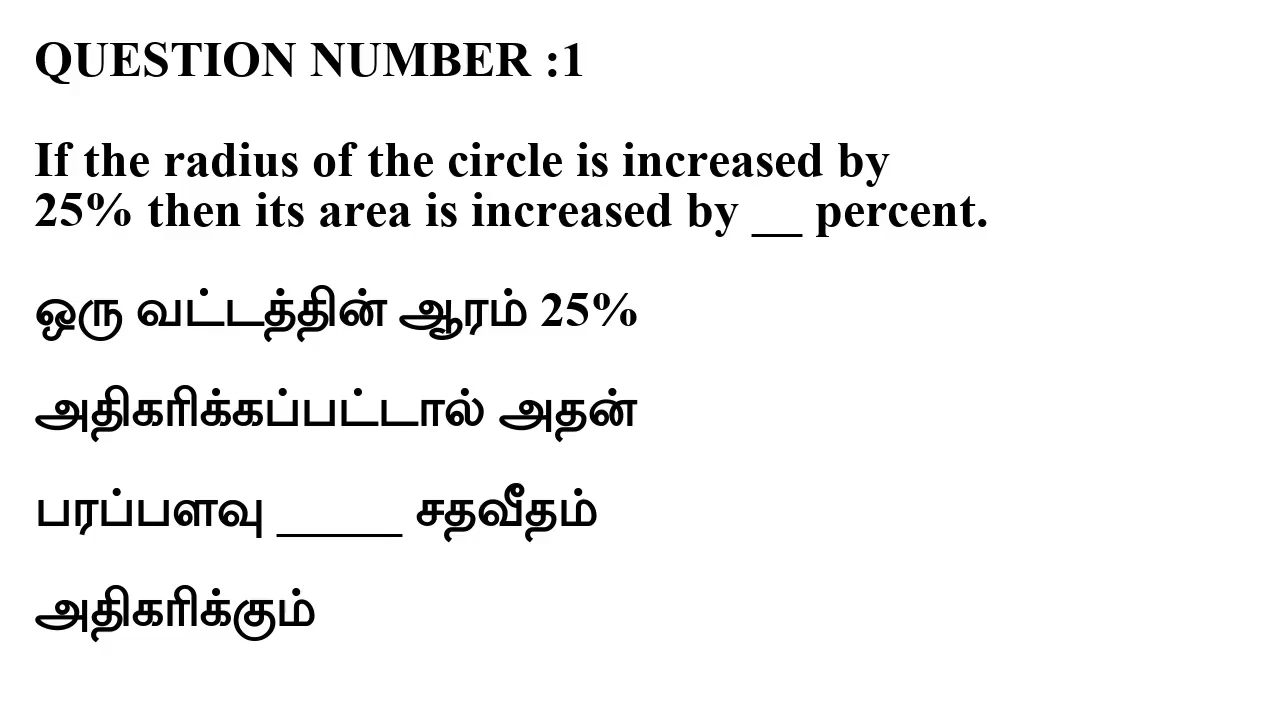 QUESTION NUMBER :1
If the radius of the circle is increased by
25% then its area is increased by __ percent.
ஒரு வட்டத்தின் ஆரம் 25%
அதிகரிக்கப்பட்டால் அதன்
பரப்பளவு _____ சதவீதம்
அதிகரிக்கும்